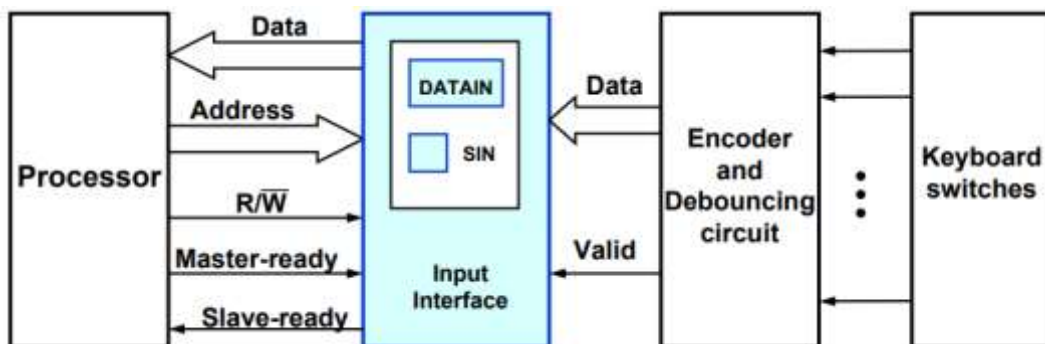 Processor
Data
Address
R/W̅
Master-ready
Slave-ready
DATAIN
SIN
Input
Interface
Data
Valid
Encoder
and
Debouncing
circuit
Keyboard
switches